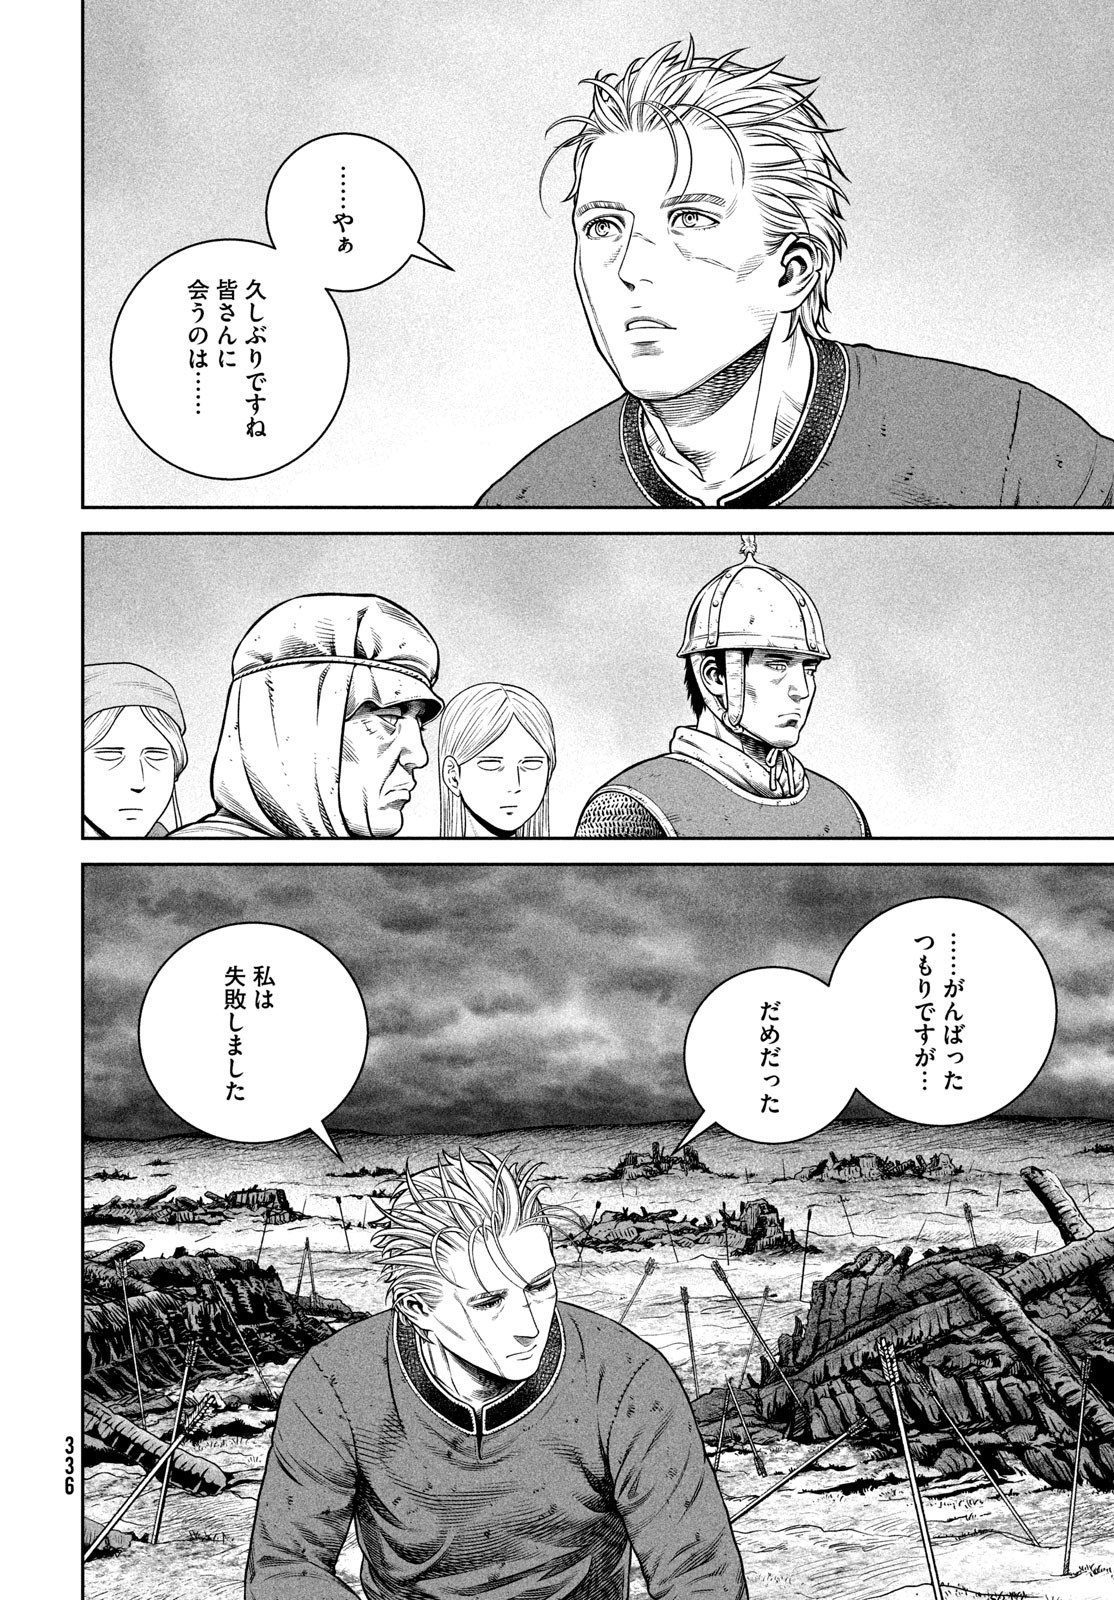 ……やぁ
久しぶりですね
皆さんに
会うのは……
……がんばった
つもりですが…
だめだった
私は
失敗しました
336